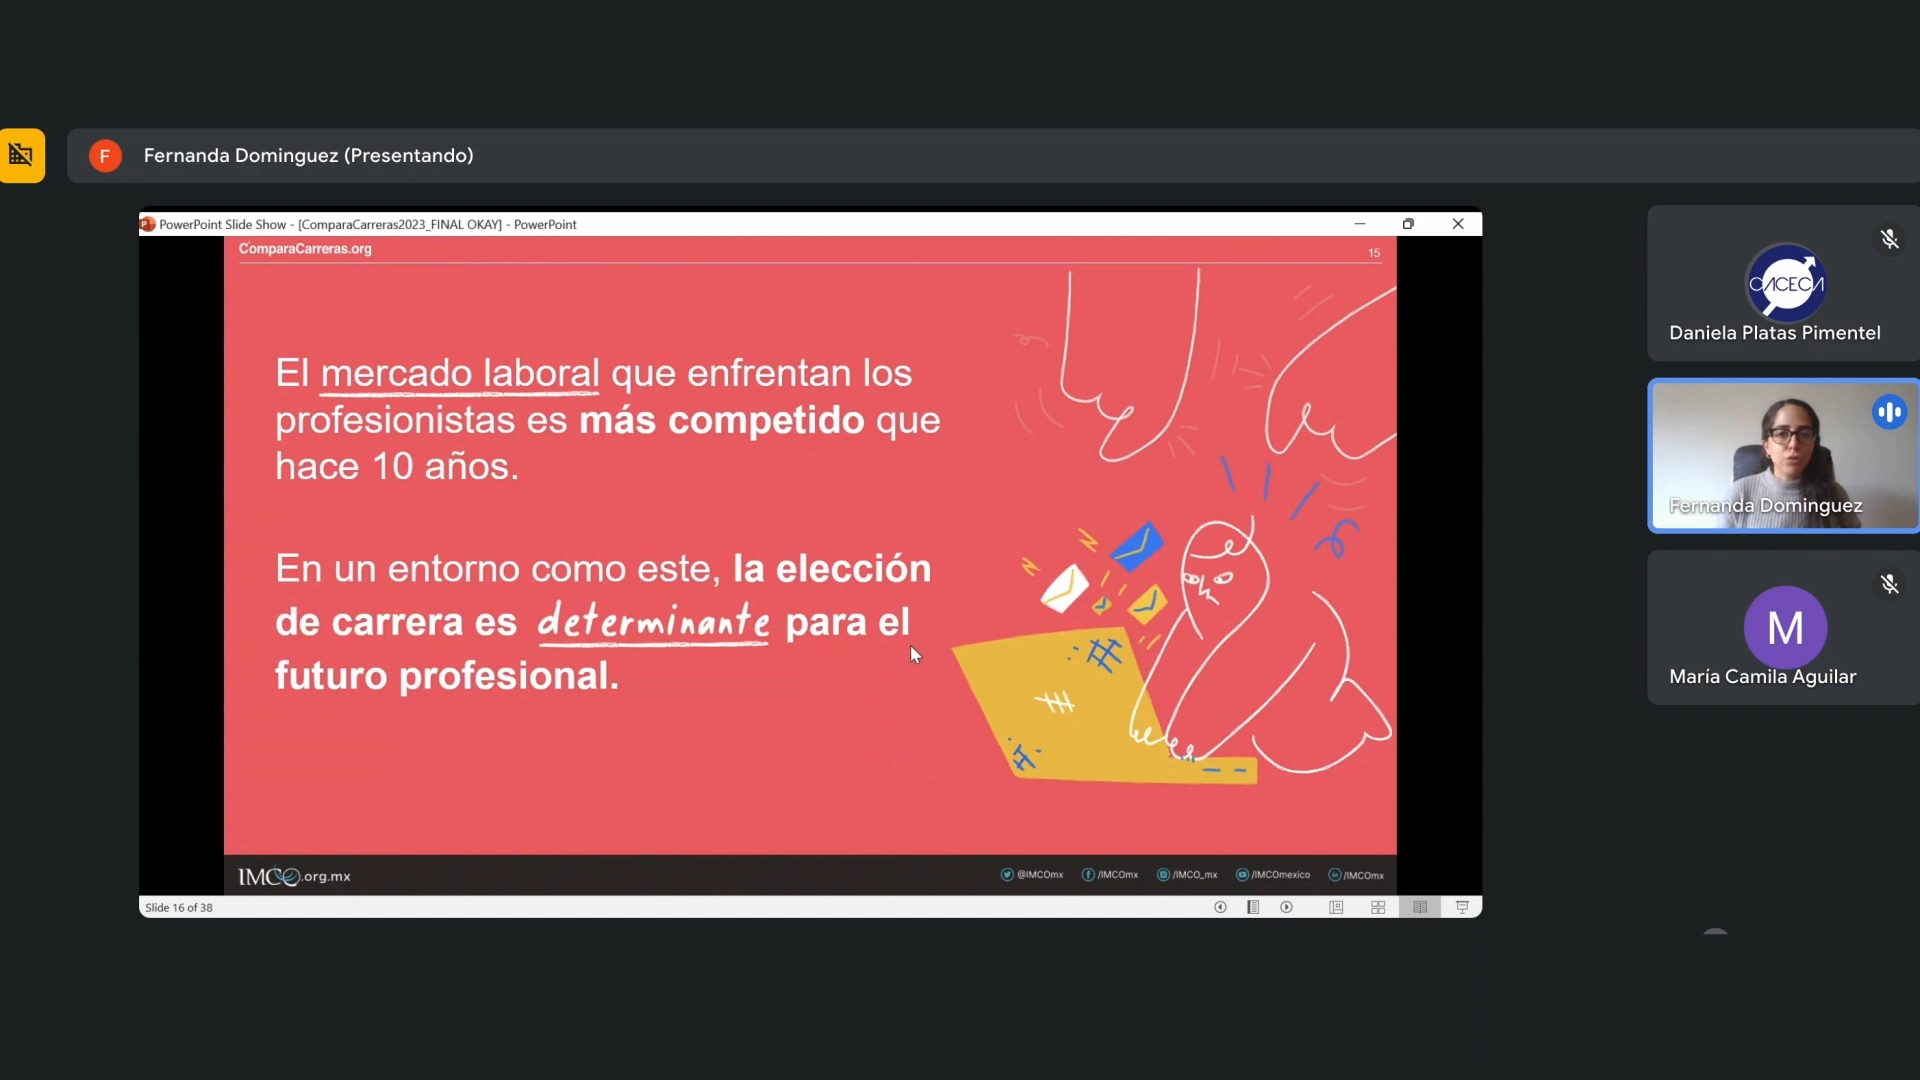 F
Fernanda Dominguez (Presentando)
PowerPoint Slide Show - [ComparaCarreras2023_FINAL OKAY] - PowerPoint
ComparaCarreras.org
15
El mercado laboral que enfrentan los
profesionistas es más competido que
hace 10 años.
En un entorno como este, la elección
de carrera es determinante para el
futuro profesional.
IMCO.org.mx
@IMCOmx
/IMCOmx
/IMCO_mx
/IMCOmexico
/IMCOmx
Slide 16 of 38
CACECA
Daniela Platas Pimentel
Fernanda Dominguez
M
María Camila Aguilar